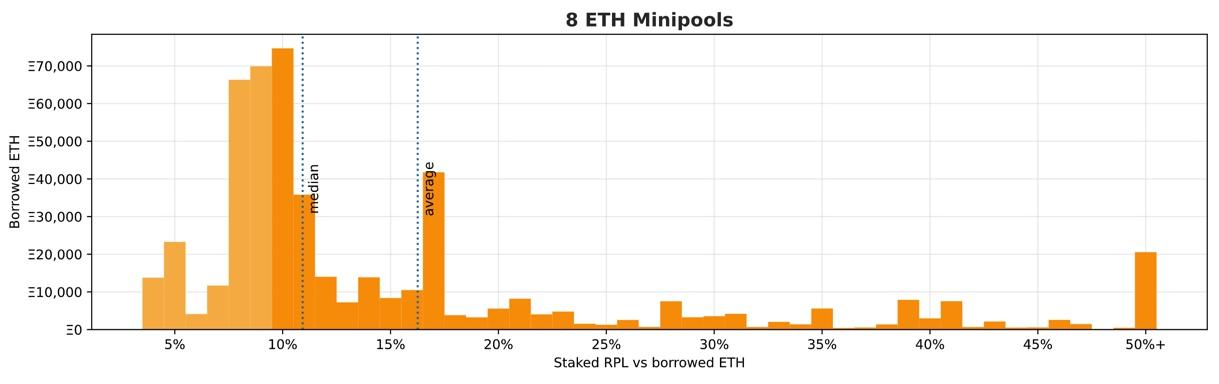 8 ETH Minipools
Borrowed ETH
Ξ70,000
Ξ60,000
Ξ50,000
Ξ40,000
Ξ30,000
Ξ20,000
Ξ10,000
Ξ0
median
average
5%
10%
15%
20%
25%
30%
35%
40%
45%
50%+
Staked RPL vs borrowed ETH